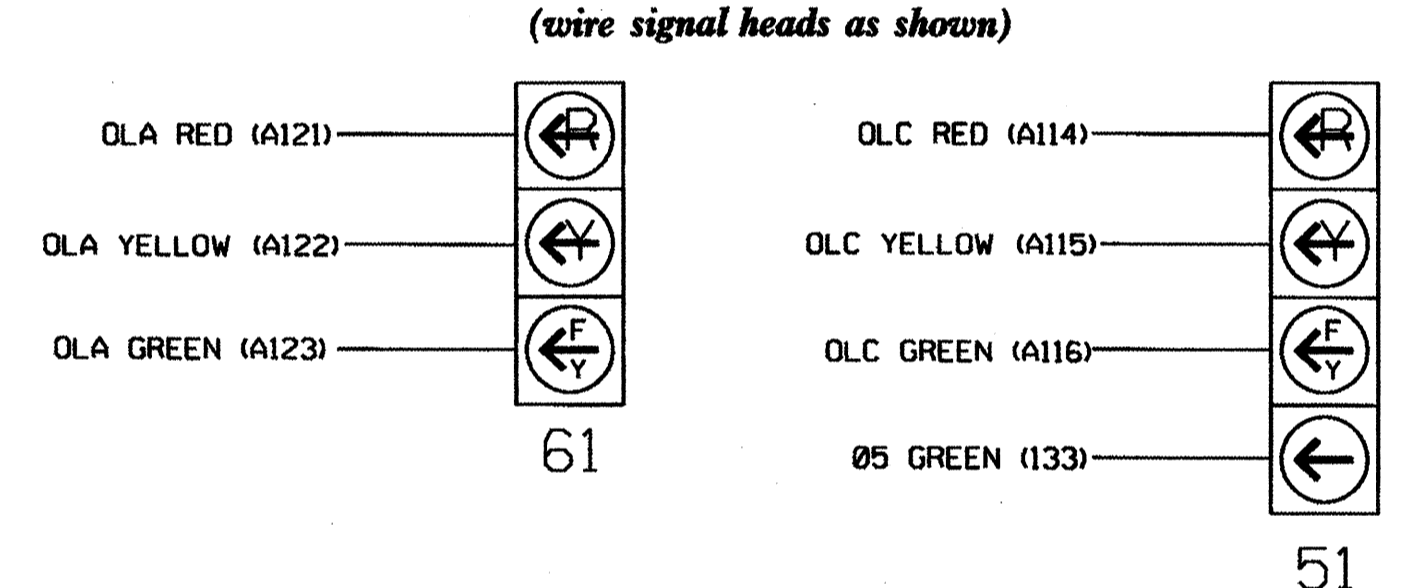 (wire signal heads as shown)
OLA RED (A121)
R
OLA YELLOW (A122)
Y
OLA GREEN (A123)
F
Y
61
OLC RED (A114)
R
OLC YELLOW (A115)
Y
OLC GREEN (A116)
F
Y
Ø5 GREEN (133)
51